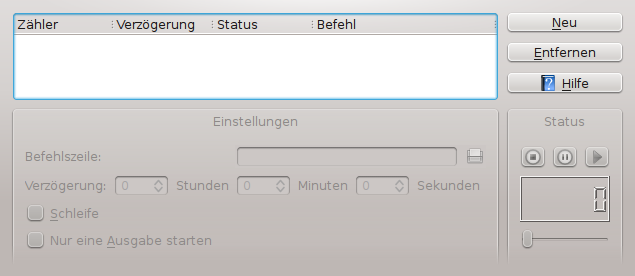 Zähler Verzögerung Status Befehl
Neu
Entfernen
Hilfe
Einstellungen
Befehlszeile:
Verzögerung: 0 Stunden 0 Minuten 0 Sekunden
Schleife
Nur eine Ausgabe starten
Status
0